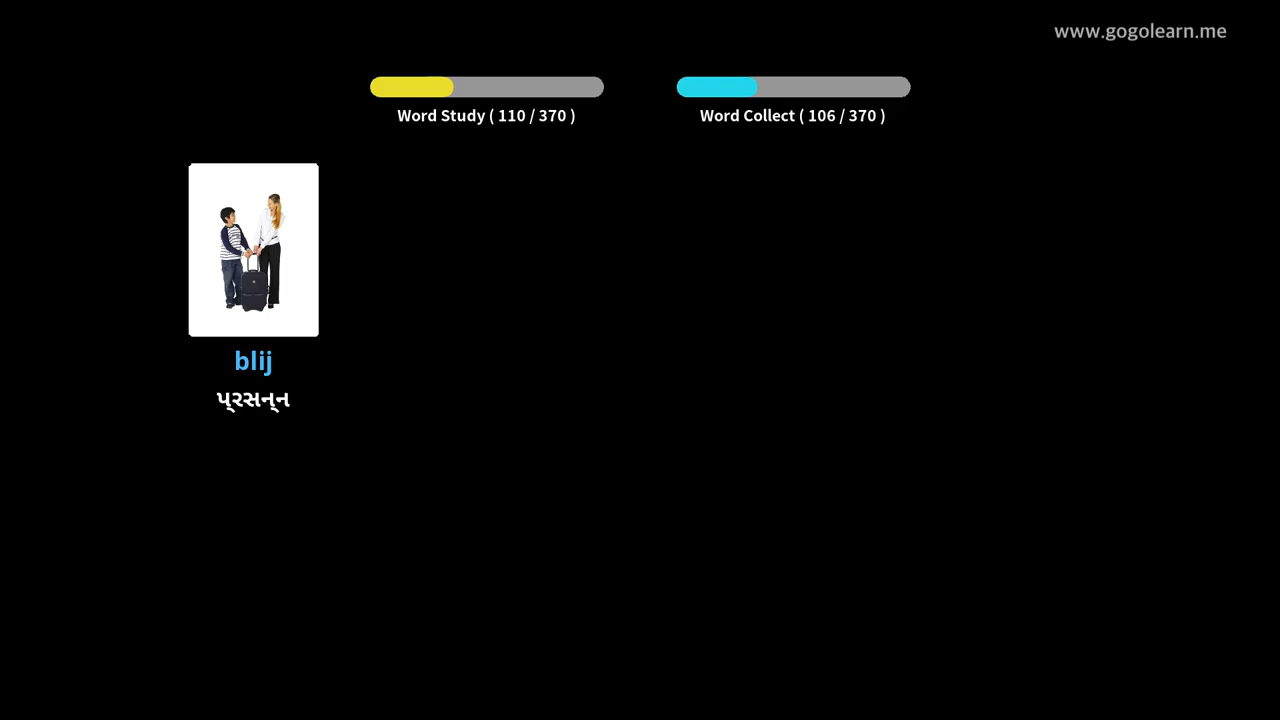 www.gogolearn.me
Word Study ( 110 / 370 )
Word Collect ( 106 / 370 )
blij
પ્રસન્ન